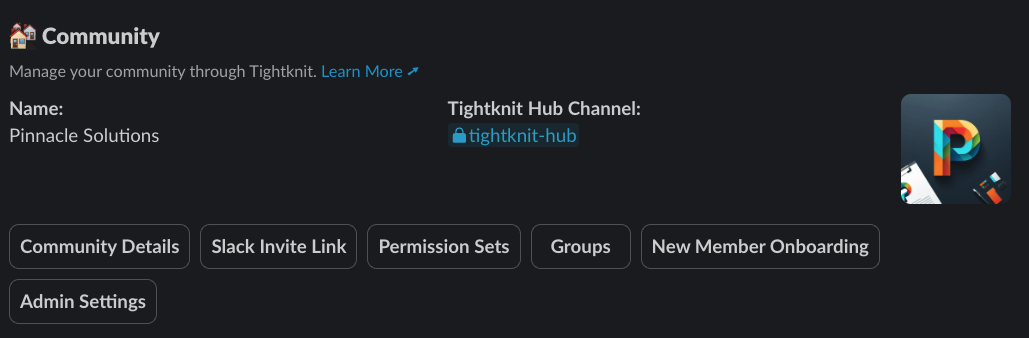 Community
Manage your community through Tightknit. Learn More
Name:
Pinnacle Solutions
Tightknit Hub Channel:
tightknit-hub
P
Community Details
Slack Invite Link
Permission Sets
Groups
New Member Onboarding
Admin Settings